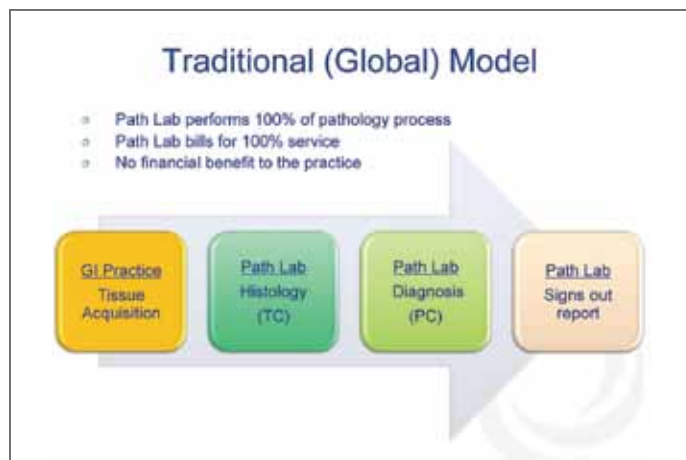 Traditional (Global) Model
Path Lab performs 100% of pathology process
Path Lab bills for 100% service
No financial benefit to the practice
GI Practice
Tissue
Acquisition
Path Lab
Histology
(TC)
Path Lab
Diagnosis
(PC)
Path Lab
Signs out
report